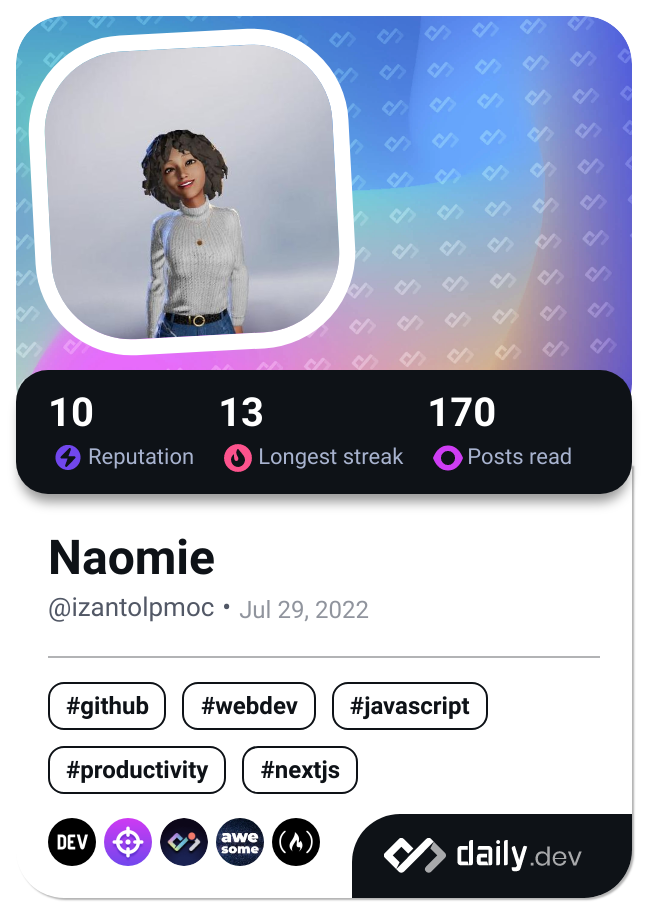 10 13 170
Reputation Longest streak Posts read
Naomie
@izantolpmoc • Jul 29, 2022
#github #webdev #javascript
#productivity #nextjs
DEV awe some
daily.dev